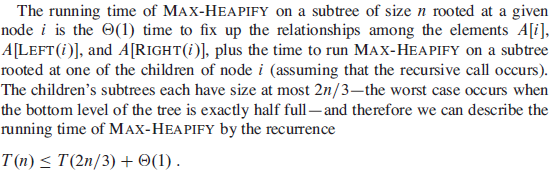 The running time of MAX-HEAPIFY on a subtree of size n rooted at a given
node i is the Θ(1) time to fix up the relationships among the elements A[i],
A[LEFT(i)], and A[RIGHT(i)], plus the time to run MAX-HEAPIFY on a subtree
rooted at one of the children of node i (assuming that the recursive call occurs).
The children's subtrees each have size at most 2n/3—the worst case occurs when
the bottom level of the tree is exactly half full—and therefore we can describe the
running time of MAX-HEAPIFY by the recurrence
T(n) ≤ T(2n/3) + Θ(1) .